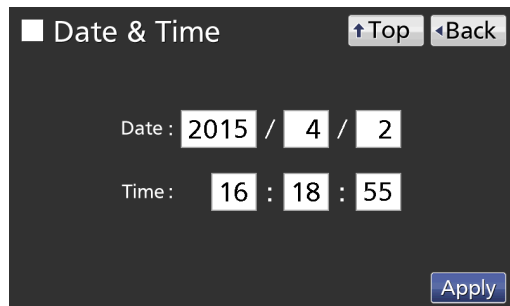 Date & Time
Top
Back
Date : 2015 / 4 / 2
Time : 16 : 18 : 55
Apply